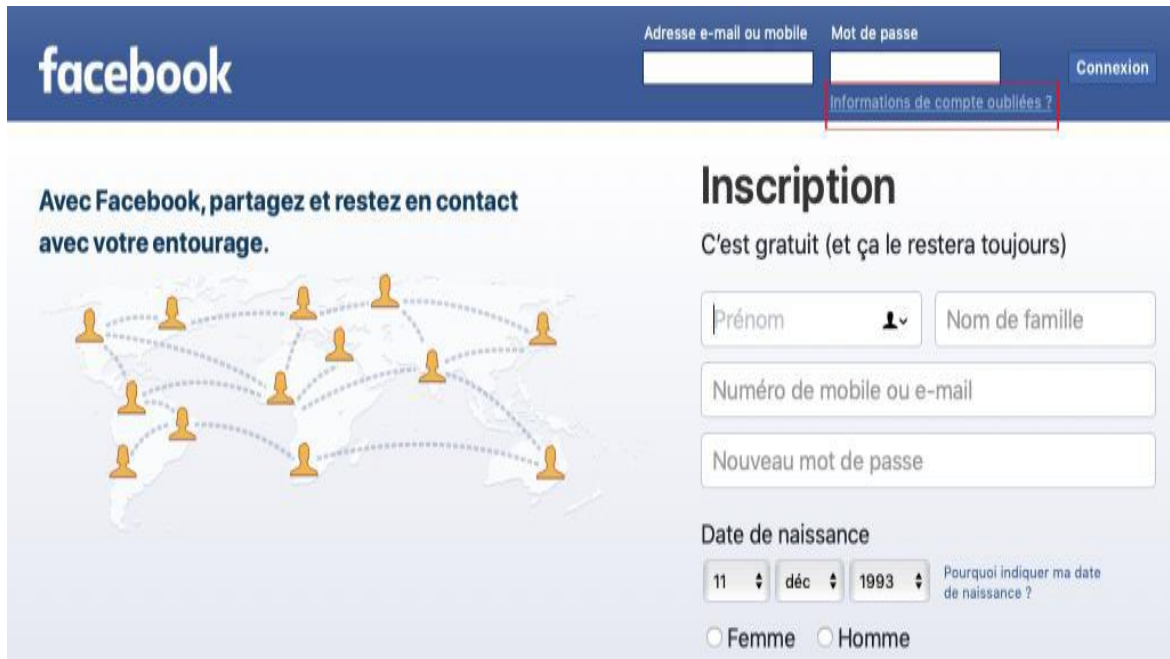 facebook
Adresse e-mail ou mobile
Mot de passe
Connexion
Informations de compte oubliées ?
Avec Facebook, partagez et restez en contact
avec votre entourage.
Inscription
C'est gratuit (et ça le restera toujours)
Prénom
Nom de famille
Numéro de mobile ou e-mail
Nouveau mot de passe
Date de naissance
11 déc 1993
Pourquoi indiquer ma date
de naissance ?
Femme Homme